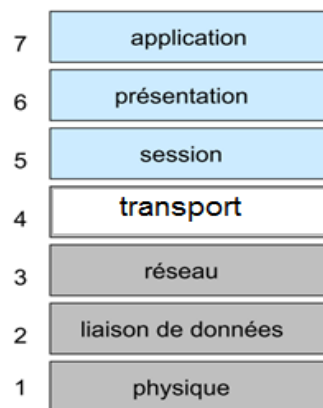 7 application
6 présentation
5 session
4 transport
3 réseau
2 liaison de données
1 physique